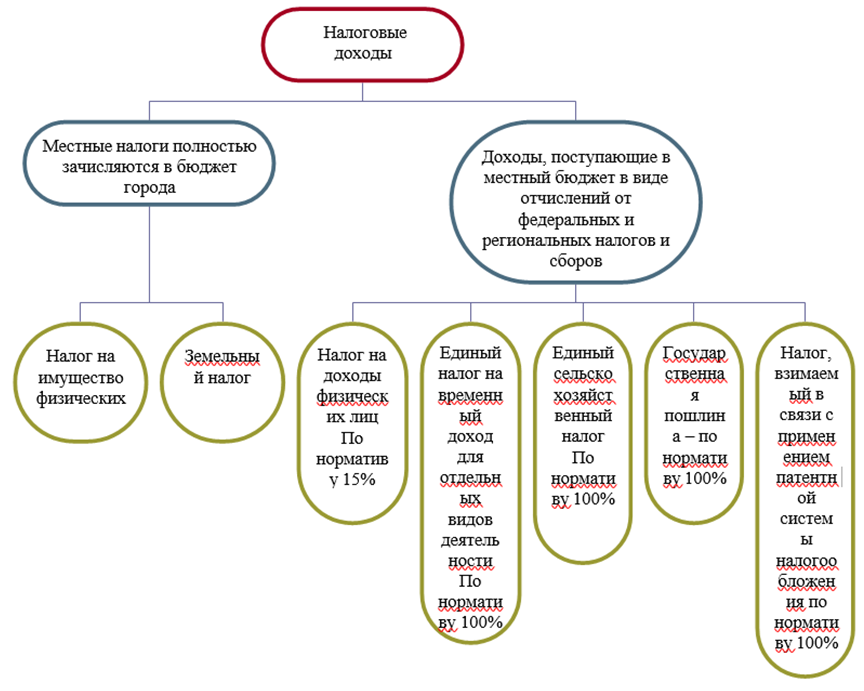 Налоговые
доходы
Местные налоги полностью
зачисляются в бюджет
города
Доходы, поступающие в
местный бюджет в виде
отчислений от
федеральных и
региональных налогов и
сборов
Налог на
имущество
физических
Земельны
й налог
Налог на
доходы
физическ
их лиц
По
норматив
у 15%
Единый
налог на
временн
ый
доход
для
отдельн
ых
видов
деятель
ности
По
нормати
ву 100%
Единый
сельско
хозяйст
венный
налог
По
нормати
ву 100%
Государ
ственна
я
пошлин
а – по
нормати
ву 100%
Налог,
взимаем
ый в
связи с
примен
ением
патентн
ой
систем
ы
налогоо
бложен
ия по
нормати
ву 100%